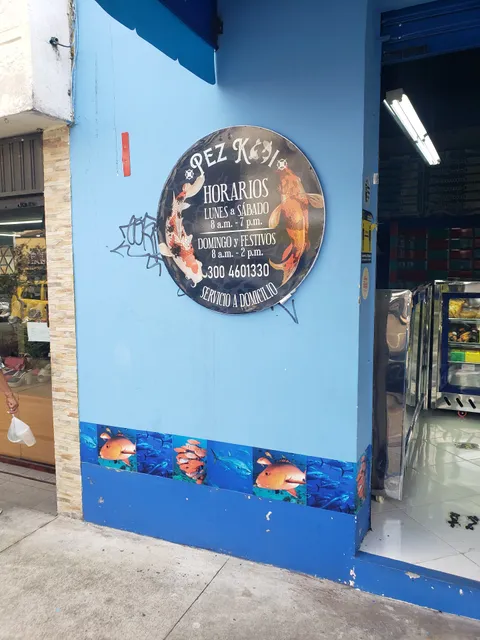 PEZ KOI
HORARIOS
LUNES a SÁBADO
8 a.m. - 7 p.m.
DOMINGO y FESTIVOS
8 a.m. - 2 p.m.
300 4601330
SERVICIO A DOMICILIO